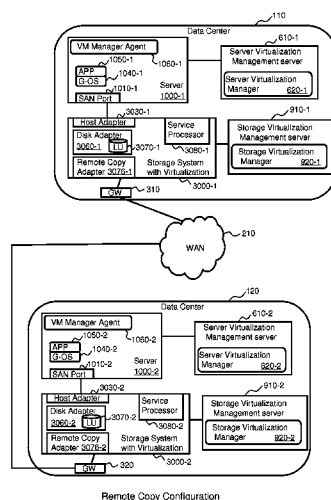 110
Data Center
VM Manager Agent
1050-1
1060-1
APP
1040-1
G-OS
1010-1
Server
SAN Port
1000-1
610-1
Server Virtualization
Management server
Server Virtualization
Manager 620-1
3030-1
Host Adapter
Disk Adapter
3060-1
LU
3070-1
Service
Processor
3080-1
Remote Copy
Adapter 3076-1
Storage System
with Virtualization
3000-1
GW
310
910-1
Storage Virtualization
Management server
Storage Virtualization
Manager 920-1
WAN
210
120
Data Center
VM Manager Agent
1050-2
1060-2
APP
1040-2
G-OS
1010-2
Server
SAN Port
1000-2
610-2
Server Virtualization
Management server
Server Virtualization
Manager 620-2
3030-2
Host Adapter
Disk Adapter
3060-2
LU
3070-2
Service
Processor
3080-2
Remote Copy
Adapter 3076-2
Storage System
with Virtualization
3000-2
GW
320
910-2
Storage Virtualization
Management server
Storage Virtualization
Manager 920-2
Remote Copy Configuration